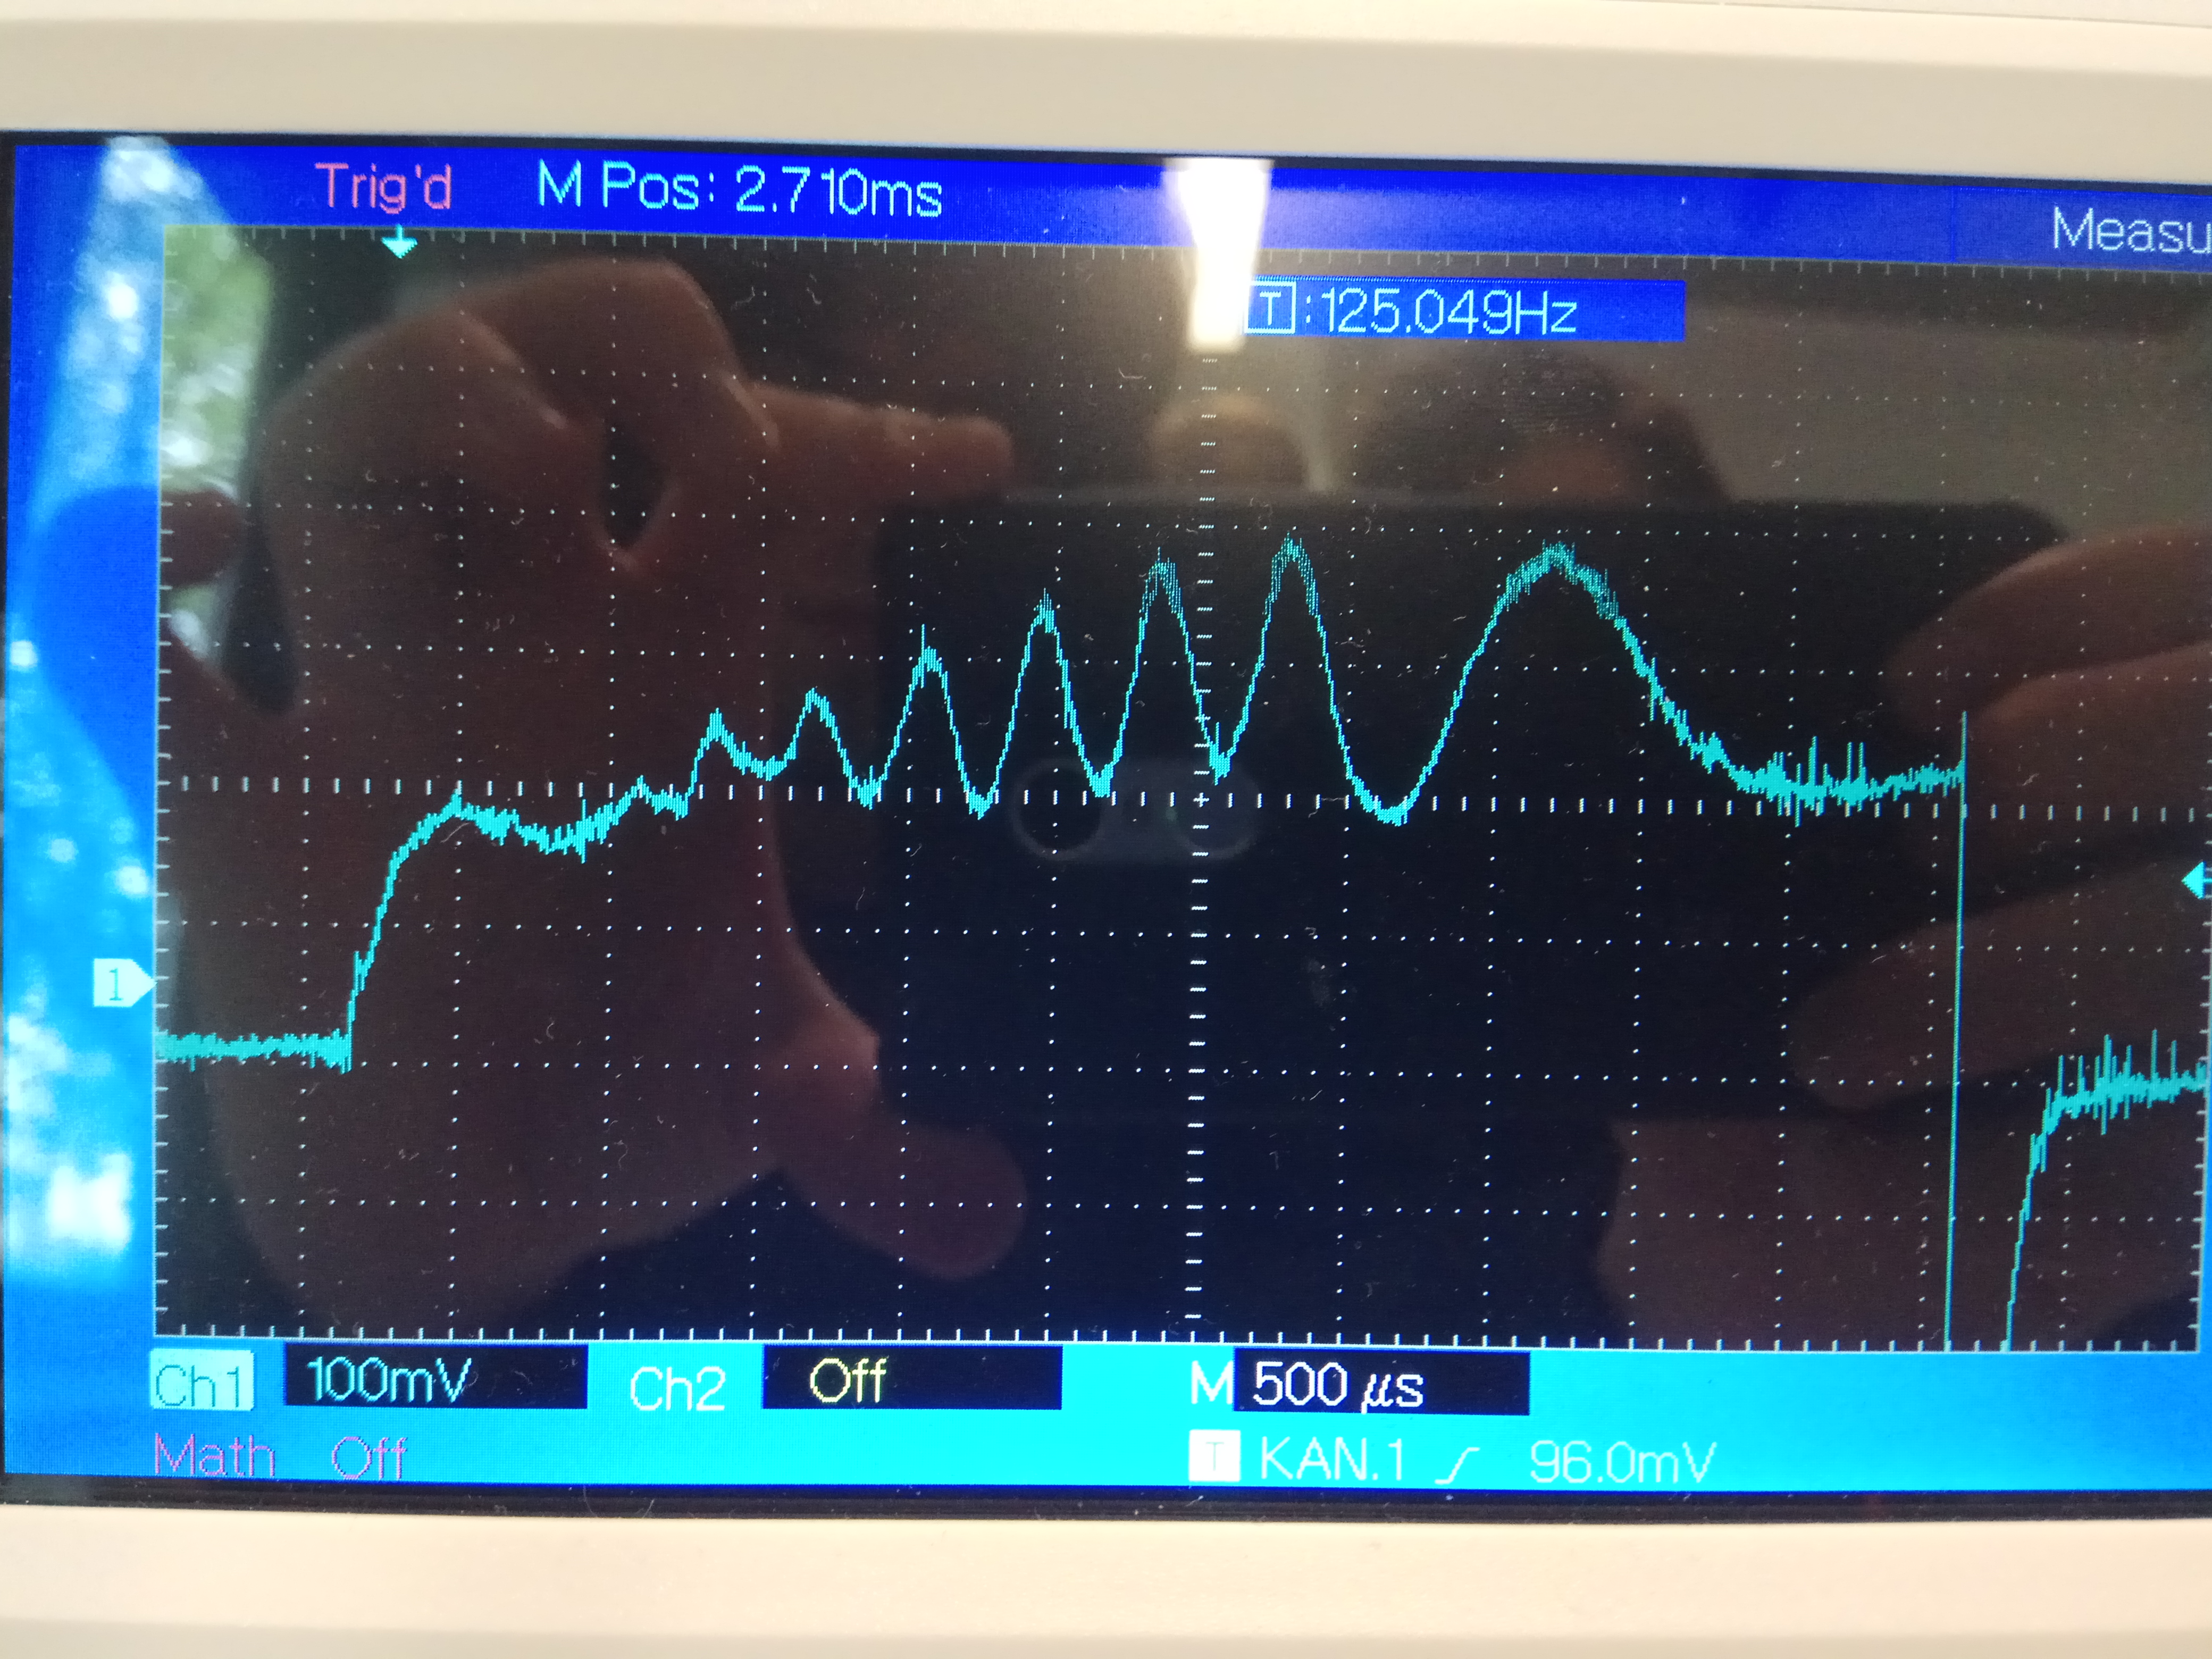 Trig'd M Pos: 2.710ms
Measu
T :125.049Hz
1
Ch1 100mV Ch2 Off M 500 µs
Math Off T KAN.1 96.0mV